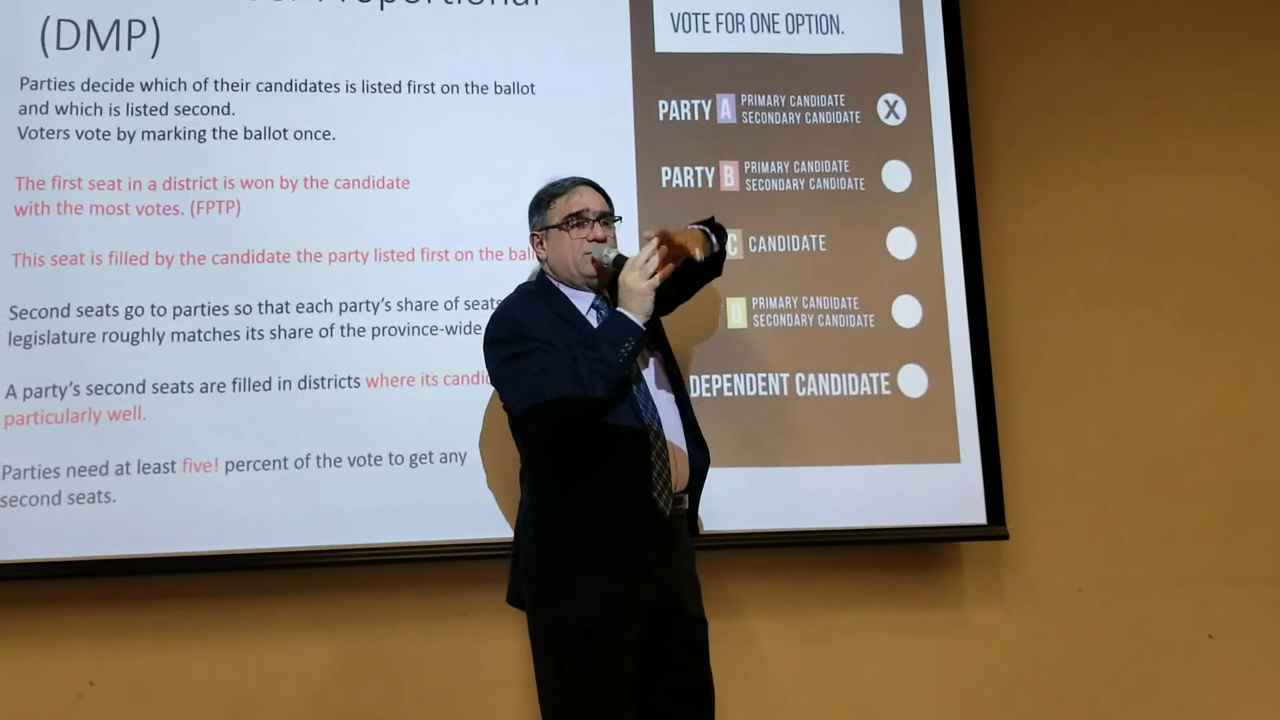 Proportional
(DMP)
Parties decide which of their candidates is listed first on the ballot
and which is listed second.
Voters vote by marking the ballot once.
The first seat in a district is won by the candidate
with the most votes. (FPTP)
This seat is filled by the candidate the party listed first on the
Second seats go to parties so that each party's share of seats
legislature roughly matches its share of the province-wide
A party's second seats are filled in districts where its
particularly well.
Parties need at least five! percent of the vote to get any
second seats.
VOTE FOR ONE OPTION.
PARTY A PRIMARY CANDIDATE
SECONDARY CANDIDATE
X
PARTY B PRIMARY CANDIDATE
SECONDARY CANDIDATE
C CANDIDATE
D PRIMARY CANDIDATE
SECONDARY CANDIDATE
DEPENDENT CANDIDATE